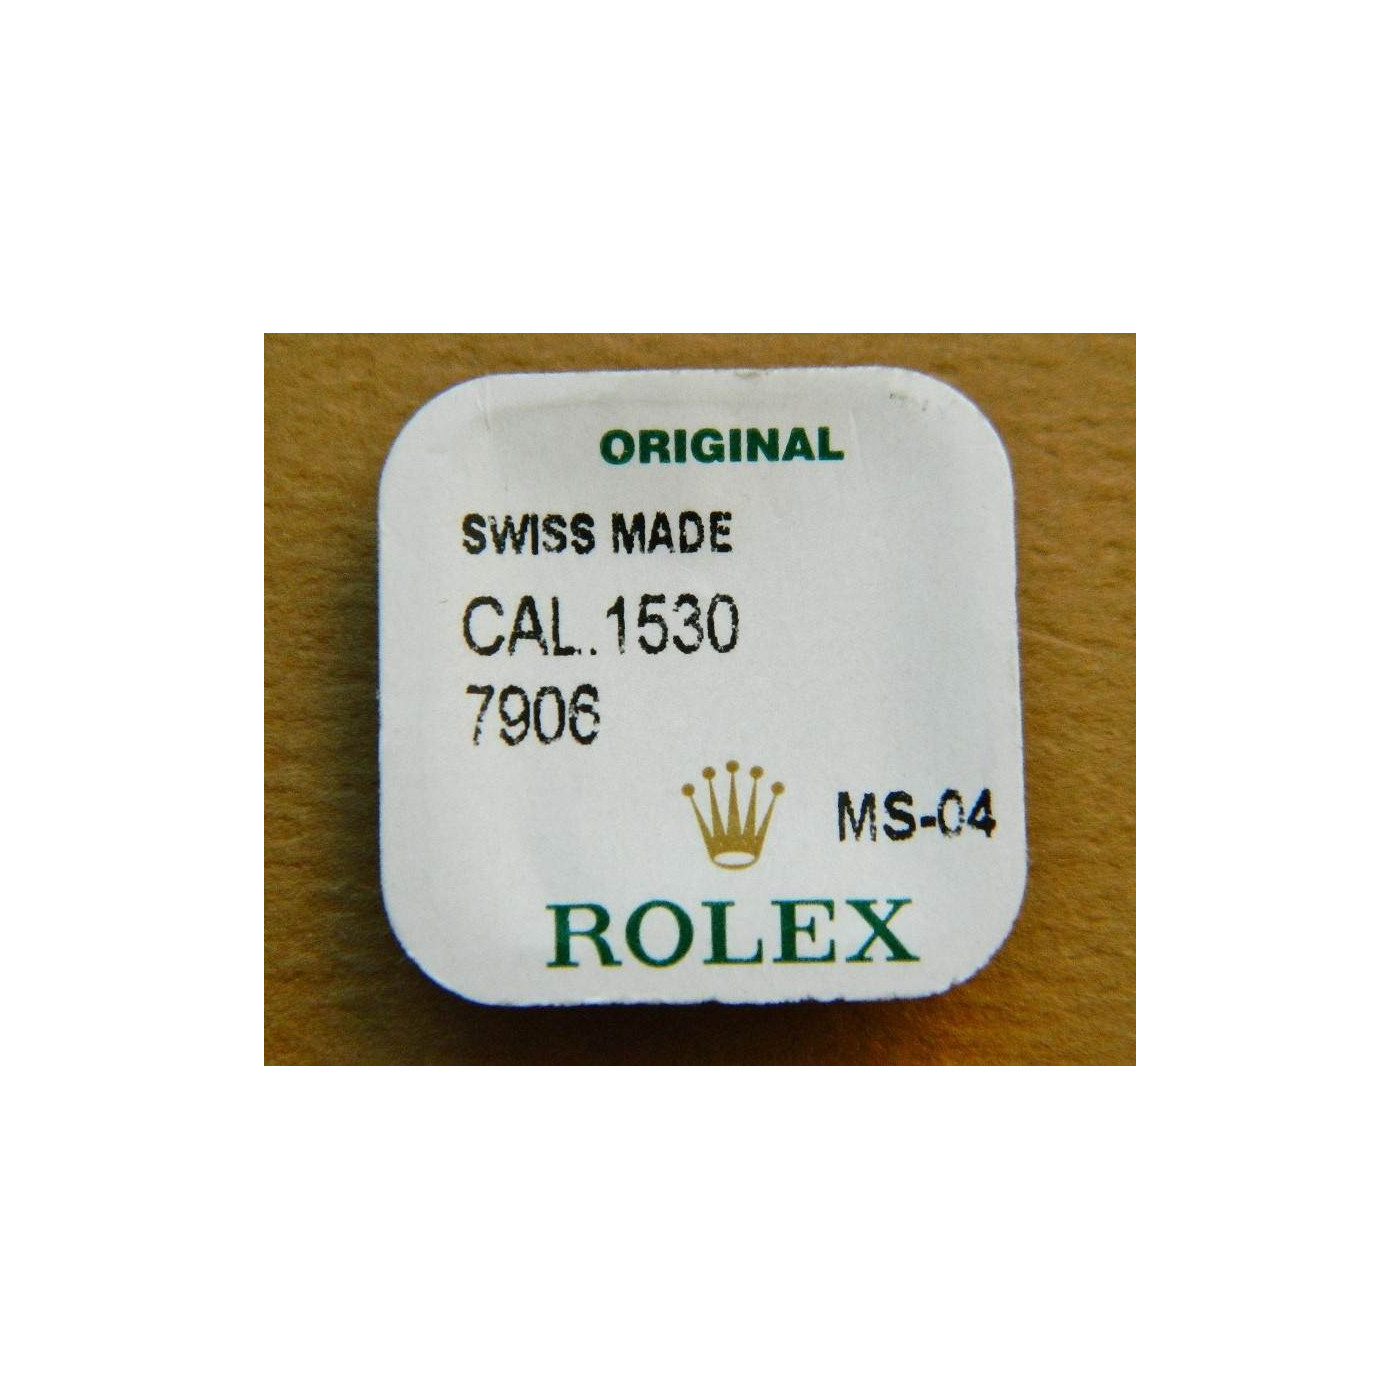 ORIGINAL
SWISS MADE
CAL.1530
7906
MS-04
ROLEX